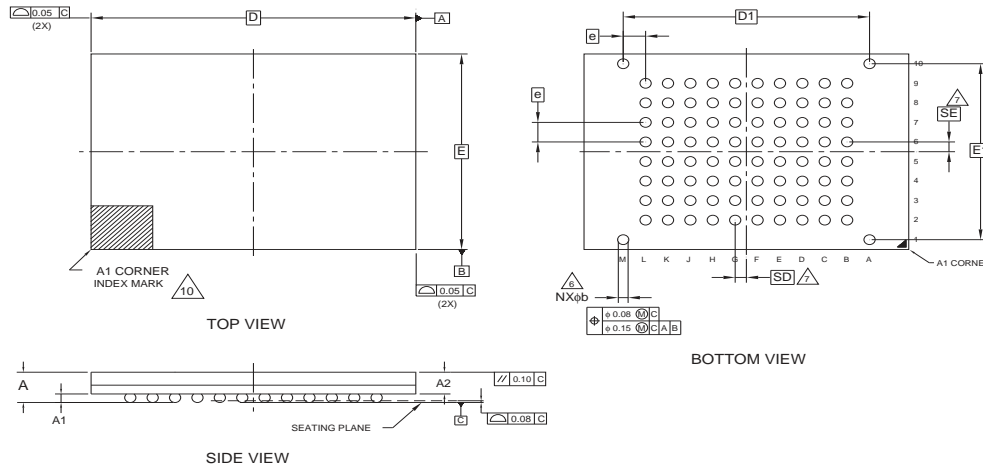 0.05 C
(2X)
D
A
E
B
A1 CORNER
INDEX MARK
10
0.05 C
(2X)
TOP VIEW
D1
e
e
10
9
8
7
6
5
4
3
2
1
7
SE
E1
M L K J H G F E D C B A
A1 CORNER
6
NXφb
SD
7
φ 0.08 M C
φ 0.15 M C A B
BOTTOM VIEW
A
A1
A2
// 0.10 C
SEATING PLANE
C
0.08 C
SIDE VIEW